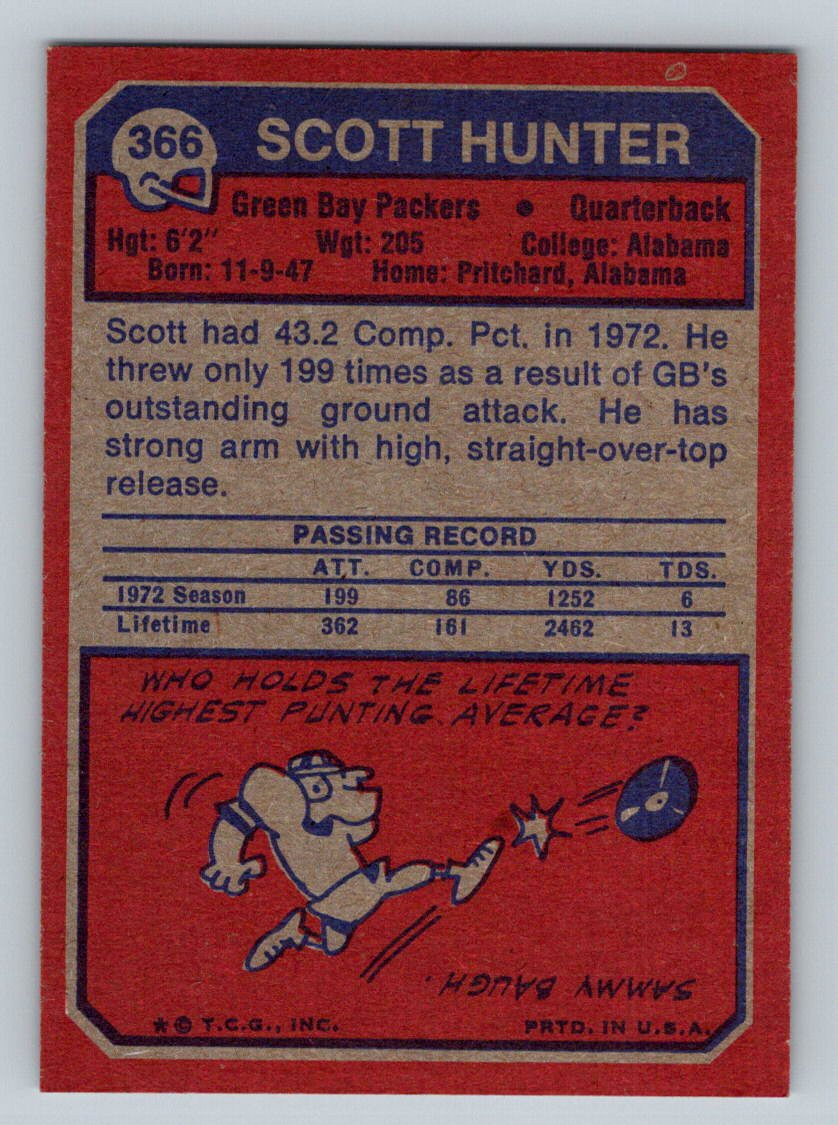 366 SCOTT HUNTER
Green Bay Packers • Quarterback
Hgt: 6'2" Wgt: 205 College: Alabama
Born: 11-9-47 Home: Pritchard, Alabama
Scott had 43.2 Comp. Pct. in 1972. He
threw only 199 times as a result of GB's
outstanding ground attack. He has
strong arm with high, straight-over-top
release.
PASSING RECORD
ATT. COMP. YDS. TDS.
1972 Season 199 86 1252 6
Lifetime 362 161 2462 13
WHO HOLDS THE LIFETIME
HIGHEST PUNTING AVERAGE?
SAMMY BAUGH.
* © T.C.G., INC. PRTD. IN U.S.A.